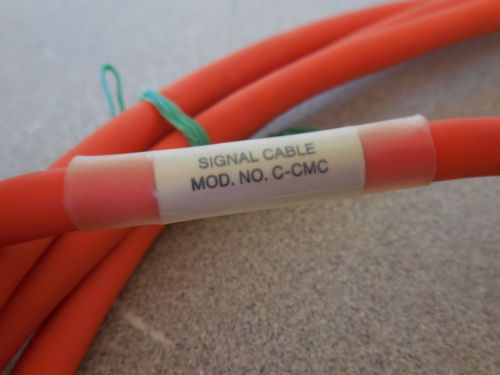 SIGNAL CABLE
MOD. NO. C-CMC